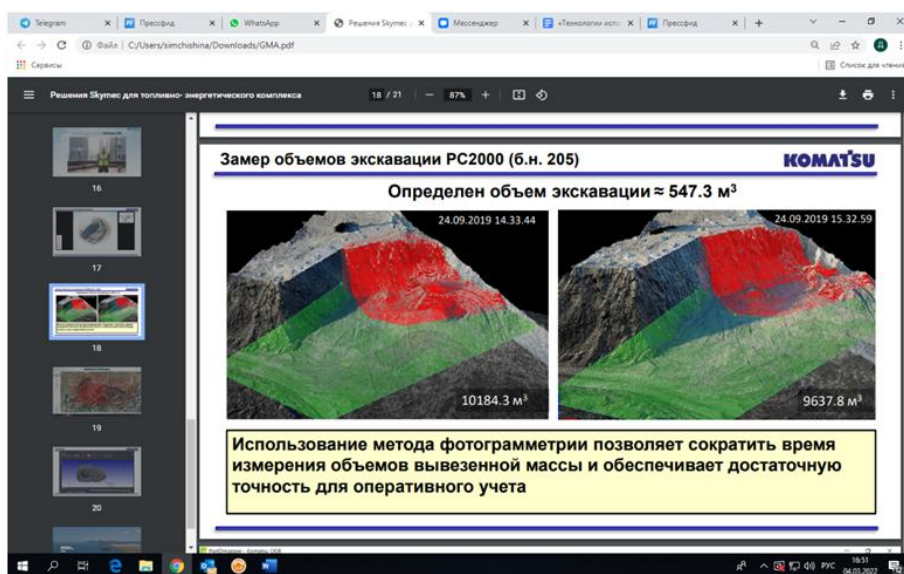 Telegram
Прессфид
WhatsApp
Решения Skymec д
Мессенджер
«Технологии испо
Прессфид
Файл | C:/Users/simchishina/Downloads/GMA.pdf
Сервисы
Список для чтения
Решения Skymec для топливно- энергетического комплекса
18 / 21
87%
16
17
18
19
20
Замер объемов экскавации PC2000 (б.н. 205)
KOMATSU
Определен объем экскавации ≈ 547.3 м³
24.09.2019 14.33.44
24.09.2019 15.32.59
10184.3 м³
9637.8 м³
Использование метода фотограмметрии позволяет сократить время
измерения объемов вывезенной массы и обеспечивает достаточную
точность для оперативного учета
РУС
16:51
04.03.2022